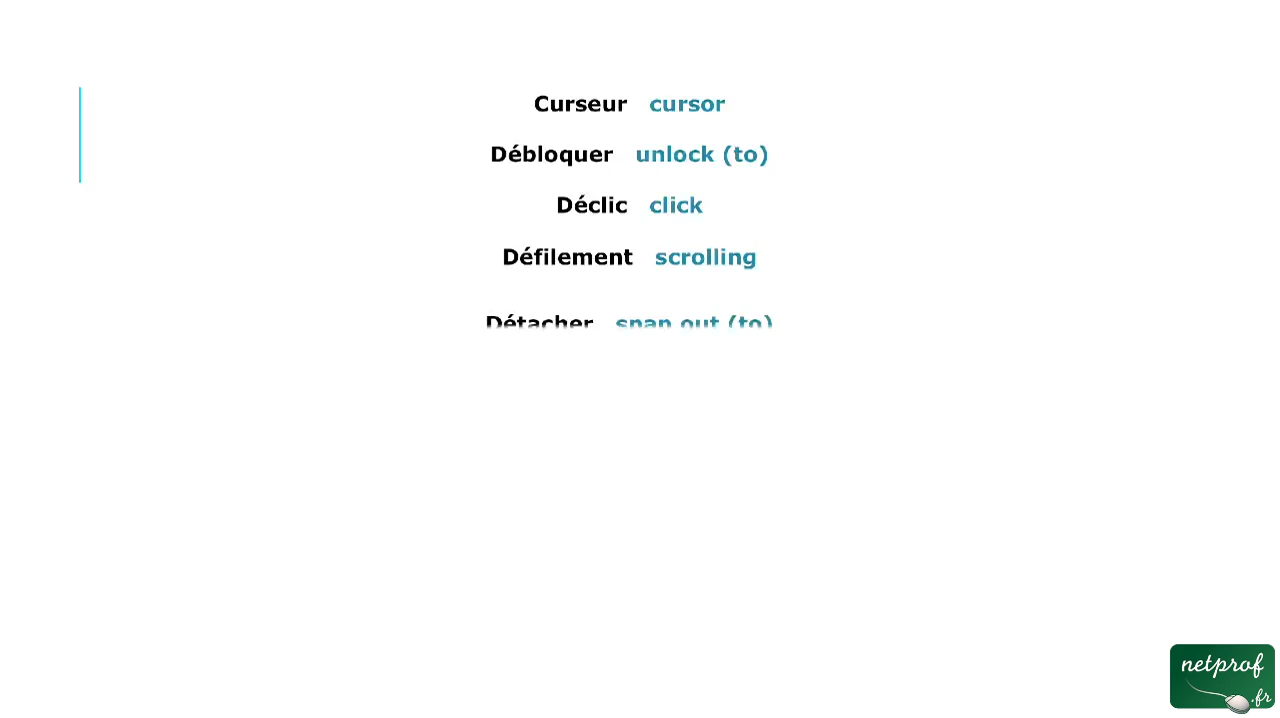 Curseur cursor
Débloquer unlock (to)
Déclic click
Défilement scrolling
Détacher snap out (to)
netprof
.fr